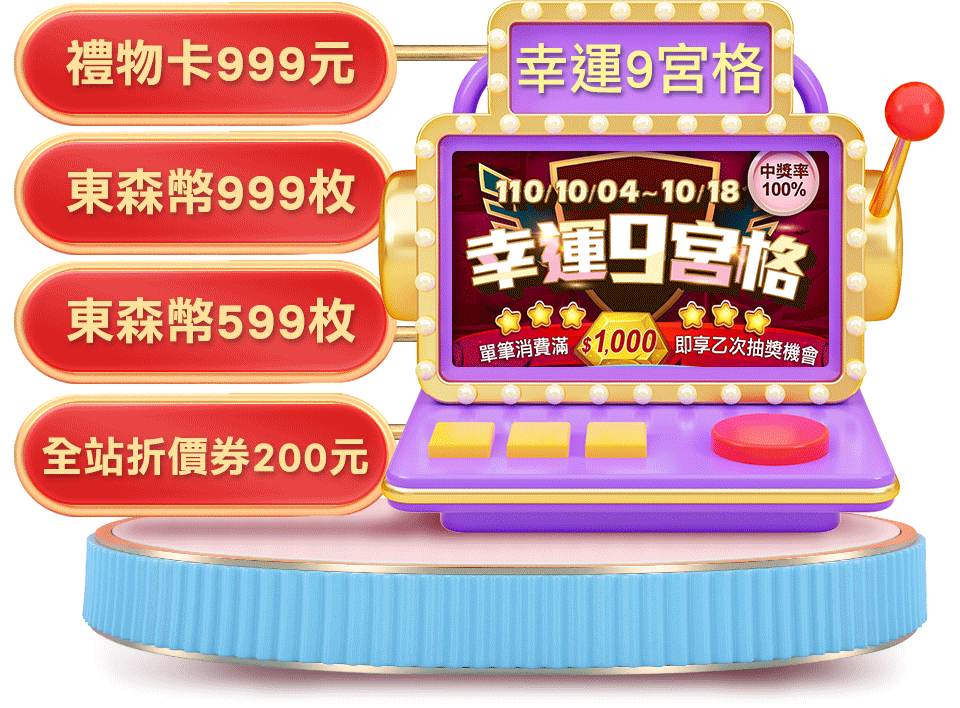 禮物卡999元
東森幣999枚
東森幣599枚
全站折價券200元
幸運9宮格
中獎率
100%
110/10/04~10/18
幸運9宮格
單筆消費滿 $1,000 即享乙次抽獎機會